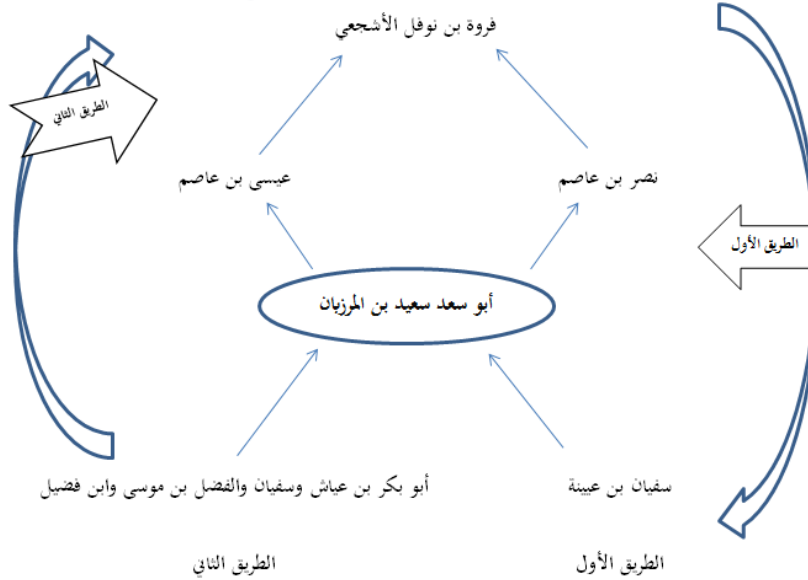 فروة بن نوفل الأشجعي
الطريق الثاني
نصر بن عاصم
عيسى بن عاصم
الطريق الأول
أبو سعد سعيد بن المرزبان
سفيان بن عيينة
أبو بكر بن عياش وسفيان والفضل بن موسى وابن فضيل
الطريق الأول
الطريق الثاني